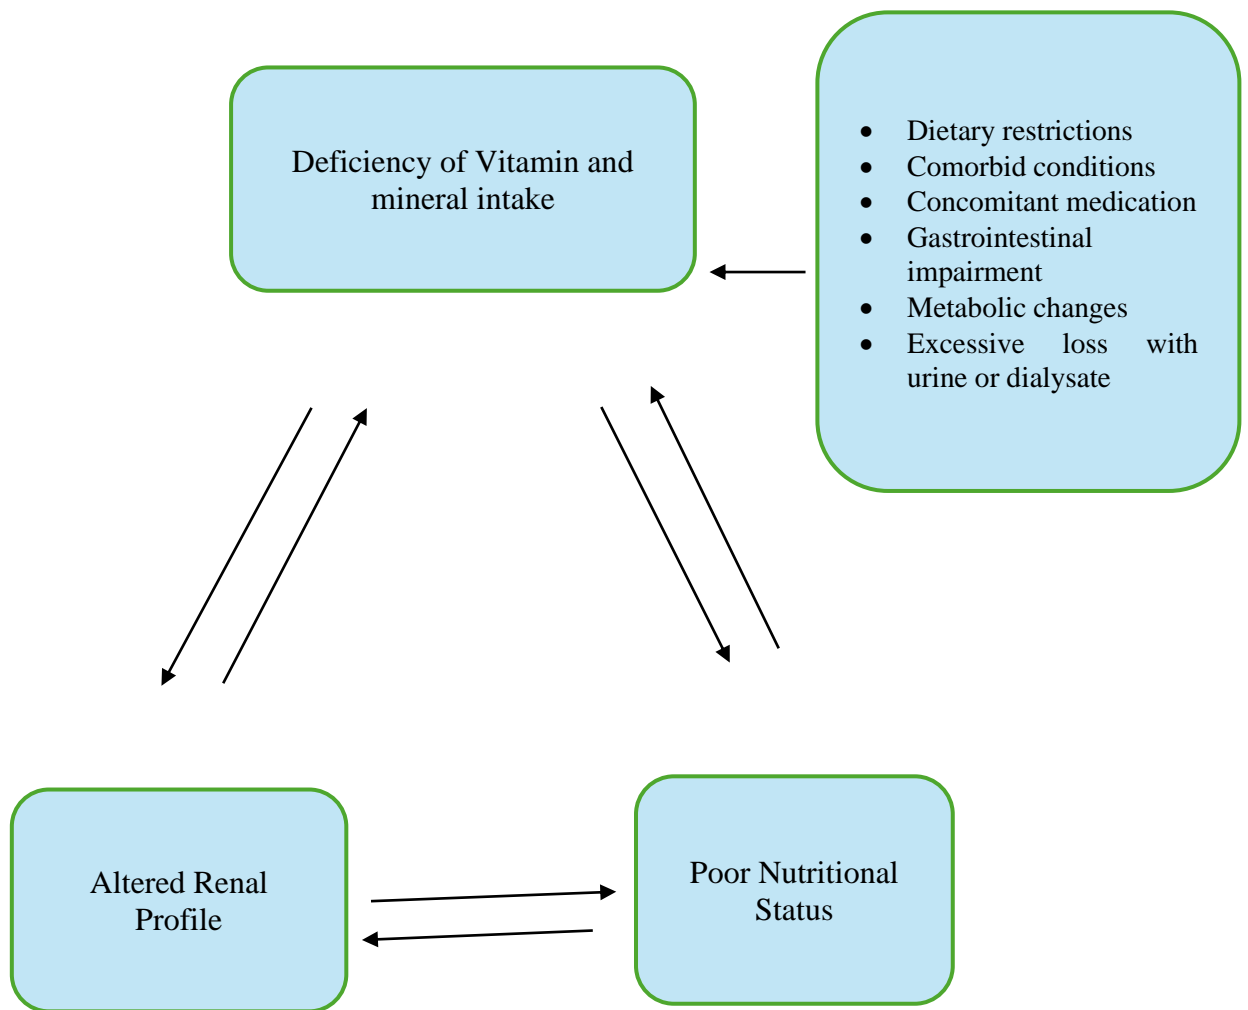 Deficiency of Vitamin and
mineral intake
• Dietary restrictions
• Comorbid conditions
• Concomitant medication
• Gastrointestinal
impairment
• Metabolic changes
• Excessive loss with
urine or dialysate
Altered Renal
Profile
Poor Nutritional
Status